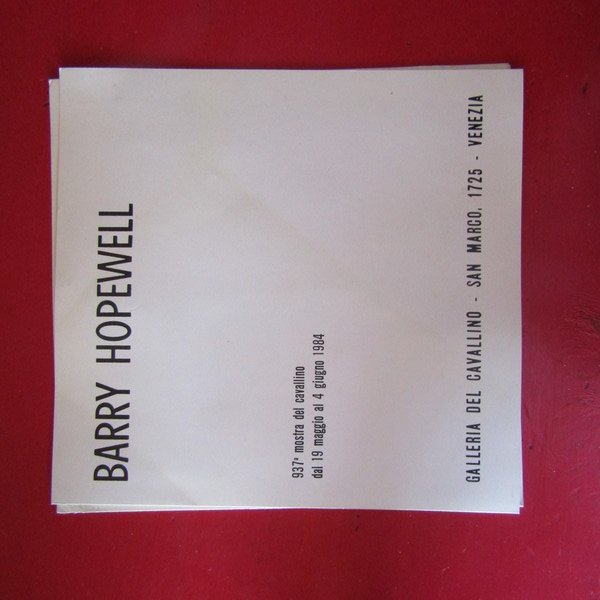 BARRY HOPEWELL
937ª mostra del cavallino
dal 19 maggio al 4 giugno 1984
GALLERIA DEL CAVALLINO - SAN MARCO, 1725 - VENEZIA